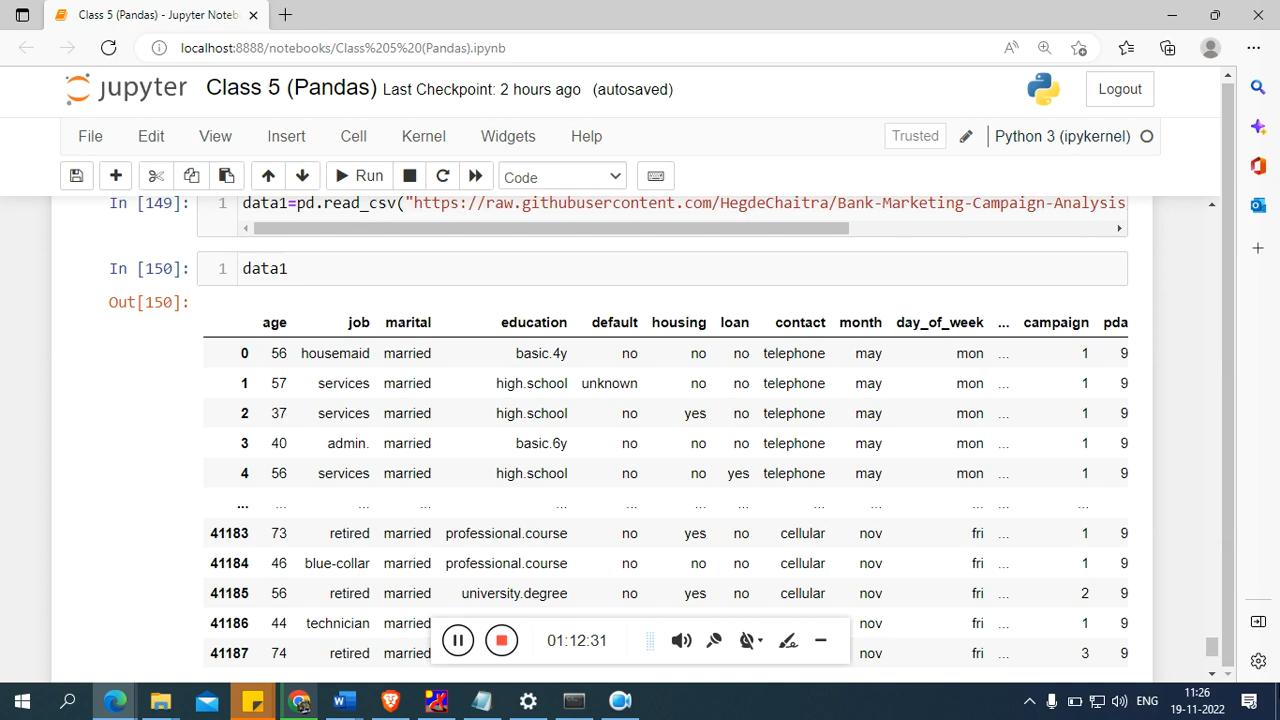 Class 5 (Pandas) - Jupyter Noteb
localhost:8888/notebooks/Class%205%20(Pandas).ipynb
jupyter Class 5 (Pandas) Last Checkpoint: 2 hours ago (autosaved)
Logout
File Edit View Insert Cell Kernel Widgets Help Trusted Python 3 (ipykernel)
Run Code
In [149]: 1 data1=pd.read_csv("https://raw.githubusercontent.com/HegdeChaitra/Bank-Marketing-Campaign-Analysis
In [150]: 1 data1
Out[150]:
age job marital education default housing loan contact month day_of_week ... campaign pda
0 56 housemaid married basic.4y no no no telephone may mon ... 1 9
1 57 services married high.school unknown no no telephone may mon ... 1 9
2 37 services married high.school no yes no telephone may mon ... 1 9
3 40 admin. married basic.6y no no no telephone may mon ... 1 9
4 56 services married high.school no no yes telephone may mon ... 1 9
... ... ... ... ... ... ... ... ... ... ... ... ...
41183 73 retired married professional.course no yes no cellular nov fri ... 1 9
41184 46 blue-collar married professional.course no no no cellular nov fri ... 1 9
41185 56 retired married university.degree no yes no cellular nov fri ... 2 9
41186 44 technician married nov fri ... 1 9
41187 74 retired married nov fri ... 3 9
01:12:31
ENG
11:26
19-11-2022